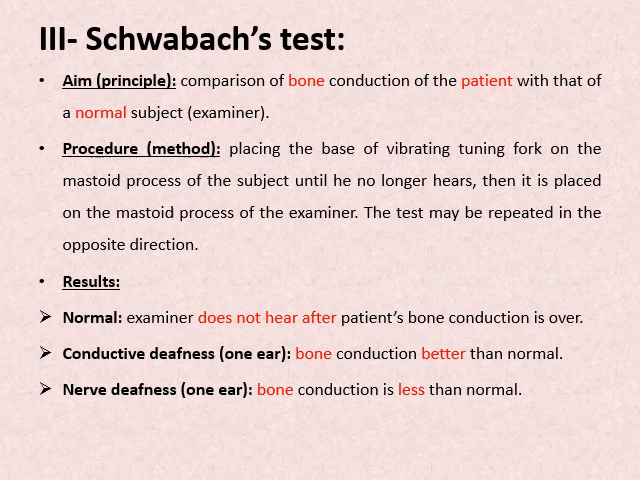 III- Schwabach’s test:
• Aim (principle): comparison of bone conduction of the patient with that of
a normal subject (examiner).
• Procedure (method): placing the base of vibrating tuning fork on the
mastoid process of the subject until he no longer hears, then it is placed
on the mastoid process of the examiner. The test may be repeated in the
opposite direction.
• Results:
➢ Normal: examiner does not hear after patient’s bone conduction is over.
➢ Conductive deafness (one ear): bone conduction better than normal.
➢ Nerve deafness (one ear): bone conduction is less than normal.